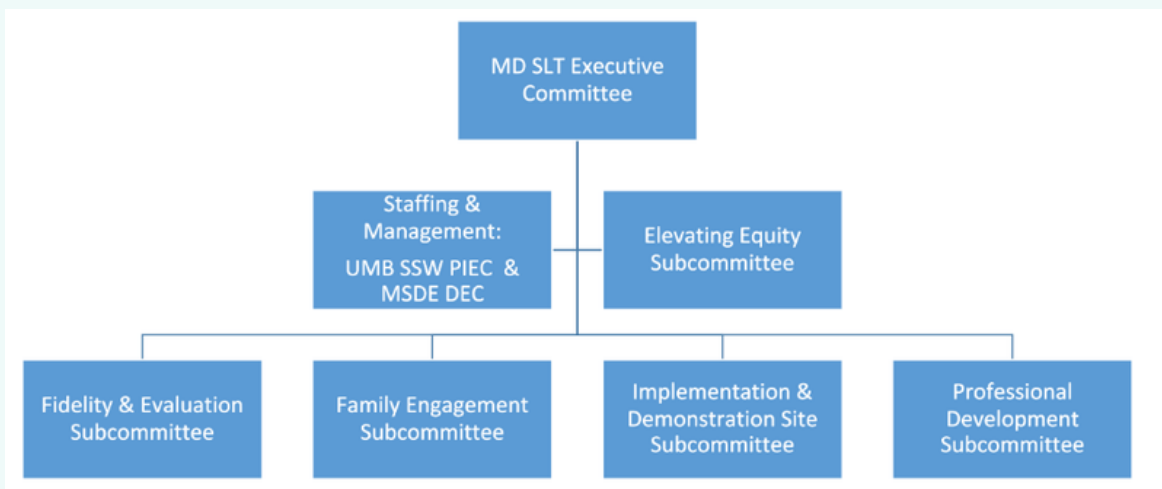 MD SLT Executive
Committee
Staffing &
Management:
UMB SSW PIEC & 
MSDE DEC
Elevating Equity
Subcommittee
Fidelity & Evaluation
Subcommittee
Family Engagement
Subcommittee
Implementation &
Demonstration Site
Subcommittee
Professional
Development
Subcommittee